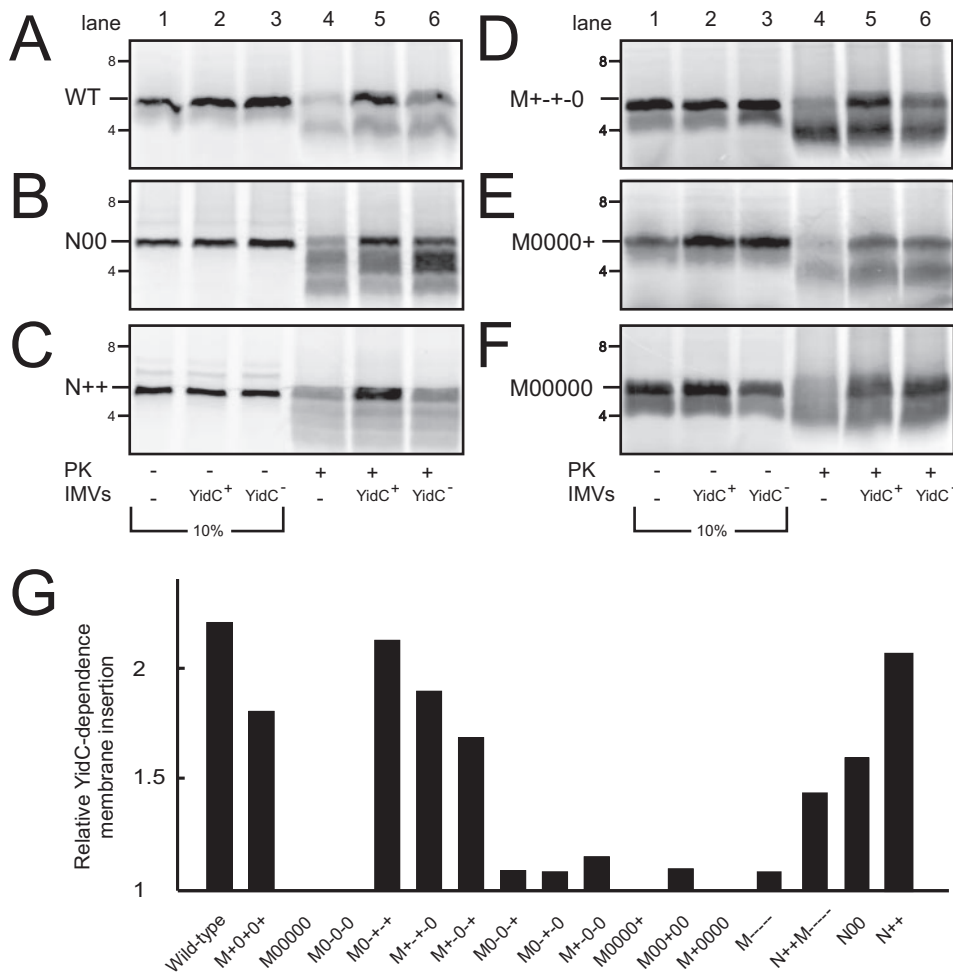 A
lane 1 2 3 4 5 6
8
WT
4
B
8
N00
4
C
8
N++
4
PK - - - + + +
IMVs - YidC+ YidC- - YidC+ YidC-
10%
D
lane 1 2 3 4 5 6
8
M+-+-0
4
E
8
M0000+
4
F
8
M00000
4
PK - - - + + +
IMVs - YidC+ YidC- - YidC+ YidC-
10%
G
Relative YidC-dependence
membrane insertion
2
1.5
1
Wild-type
M+0+0+
M00000
M0-0-0
M0-+-+
M+-+-0
M+-0-+
M0-0-+
M0-+-0
M+-0-0
M0000+
M00+00
M+0000
M-----
N++M-----
N00
N++